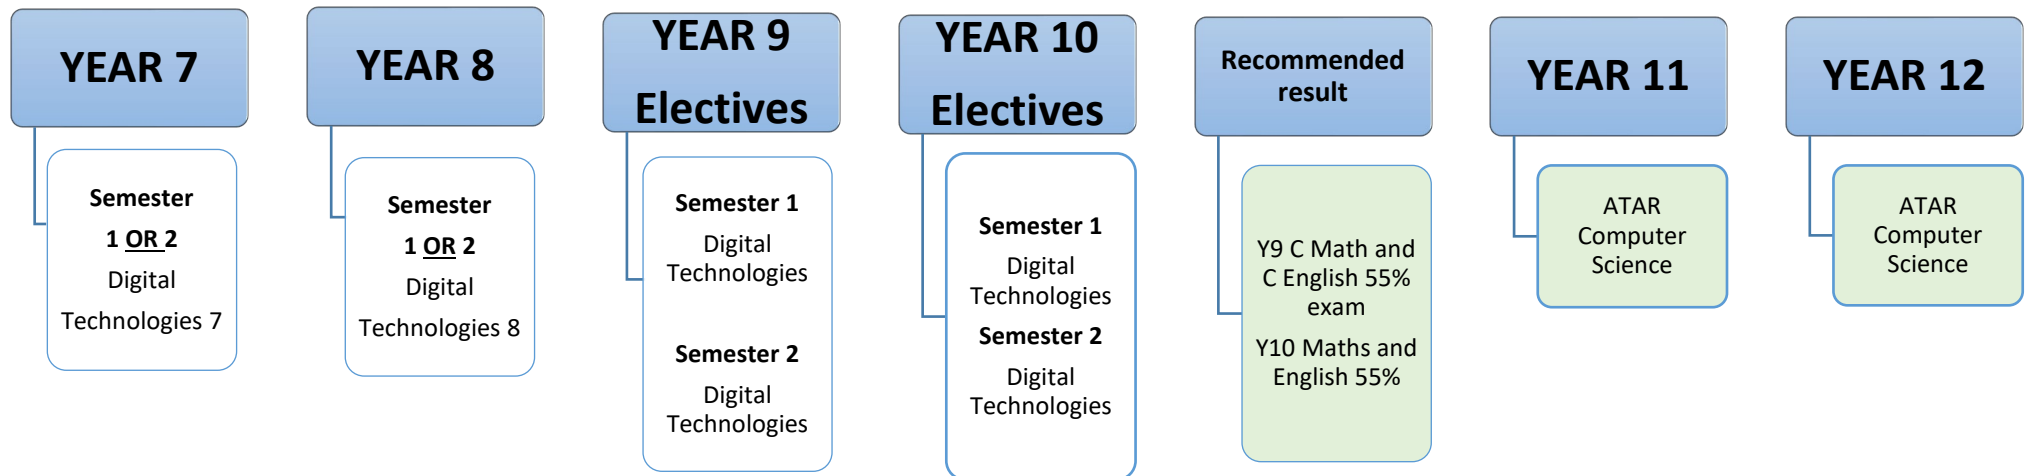 YEAR 7
Semester
1 OR 2
Digital
Technologies 7
YEAR 8
Semester
1 OR 2
Digital
Technologies 8
YEAR 9
Electives
Semester 1
Digital
Technologies
Semester 2
Digital
Technologies
YEAR 10
Electives
Semester 1
Digital
Technologies
Semester 2
Digital
Technologies
Recommended
result
Y9 C Math and
C English 55%
exam
Y10 Maths and
English 55%
YEAR 11
ATAR
Computer
Science
YEAR 12
ATAR
Computer
Science